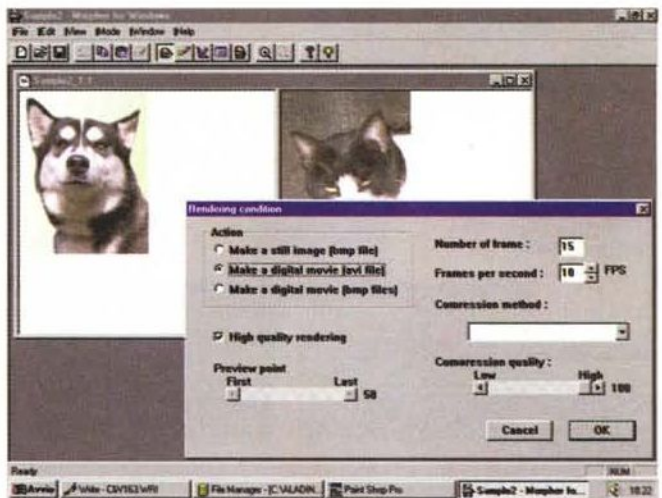 Sample2 - Morpher for Windows
File Edit View Mode Window Help
Sample2_1:1
Rendering condition
Action
Make a still image (bmp file)
Make a digital movie (avi file)
Make a digital movie (bmp files)
High quality rendering
Preview point
First Last
50
Number of frame : 15
Frames per second : 10 FPS
Comression method :
Comaression quality :
Low High
100
Cancel OK
Ready NUM
Avvio Write - C&V163.WRI File Manager - [C:\ALADIN... Paint Shop Pro Sample2 - Morpher fo... 18.32